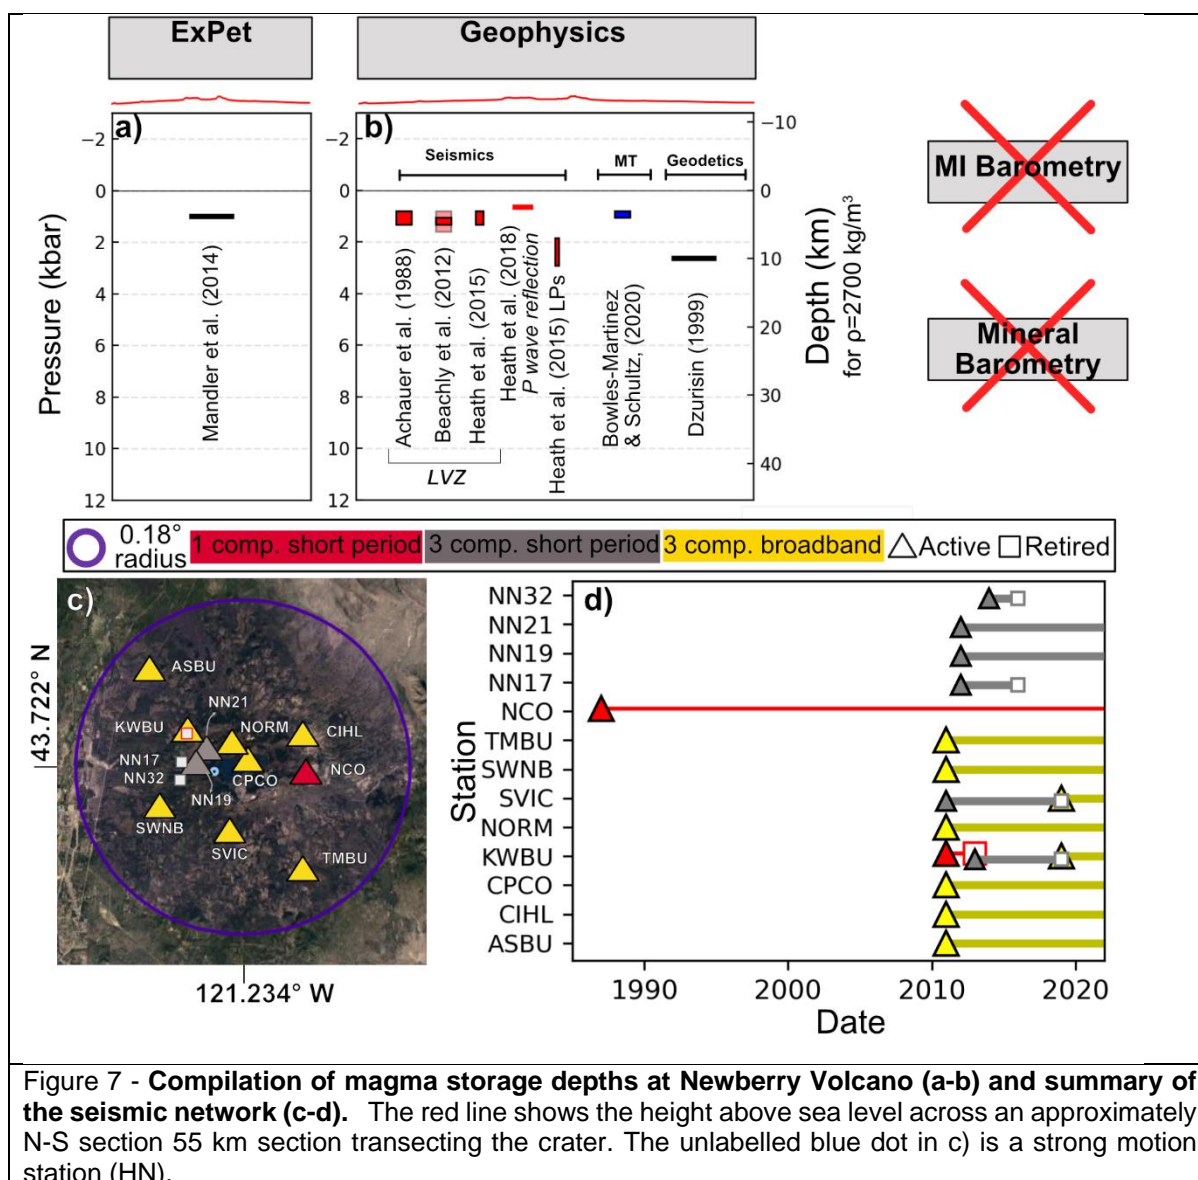 ExPet
Geophysics
a)
b)
Seismics
MT
Geodetics
−2
0
2
4
6
8
10
12
Pressure (kbar)
Mandler et al. (2014)
−2
0
2
4
6
8
10
12
Achauer et al. (1988)
Beachly et al. (2012)
Heath et al. (2015)
LVZ
Heath et al. (2018)
P wave reflection
Heath et al. (2015) LPs
Bowles-Martinez
& Schultz, (2020)
Dzurisin (1999)
−10
0
10
20
30
40
Depth (km)
for ρ=2700 kg/m³
MI Barometry
Mineral
Barometry
0.18°
radius
1 comp. short period
3 comp. short period
3 comp. broadband
Active
Retired
c)
43.722° N
121.234° W
ASBU
NN21
KWBU
NORM
CIHL
NN17
NN32
CPCO
NCO
NN19
SWNB
SVIC
TMBU
d)
Station
NN32
NN21
NN19
NN17
NCO
TMBU
SWNB
SVIC
NORM
KWBU
CPCO
CIHL
ASBU
1990
2000
2010
2020
Date
Figure 7 - Compilation of magma storage depths at Newberry Volcano (a-b) and summary of
the seismic network (c-d). The red line shows the height above sea level across an approximately
N-S section 55 km section transecting the crater. The unlabelled blue dot in c) is a strong motion
station (HN).